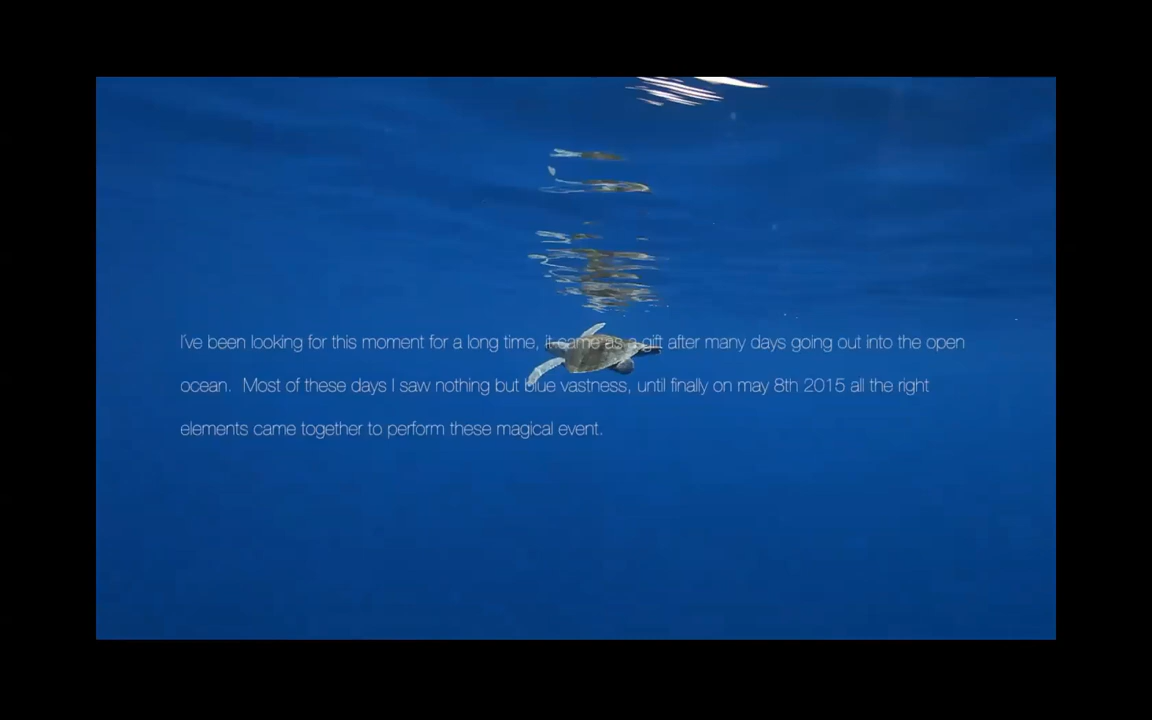 I've been looking for this moment for a long time, it came as a gift after many days going out into the open
ocean. Most of these days I saw nothing but blue vastness, until finally on may 8th 2015 all the right
elements came together to perform these magical event.